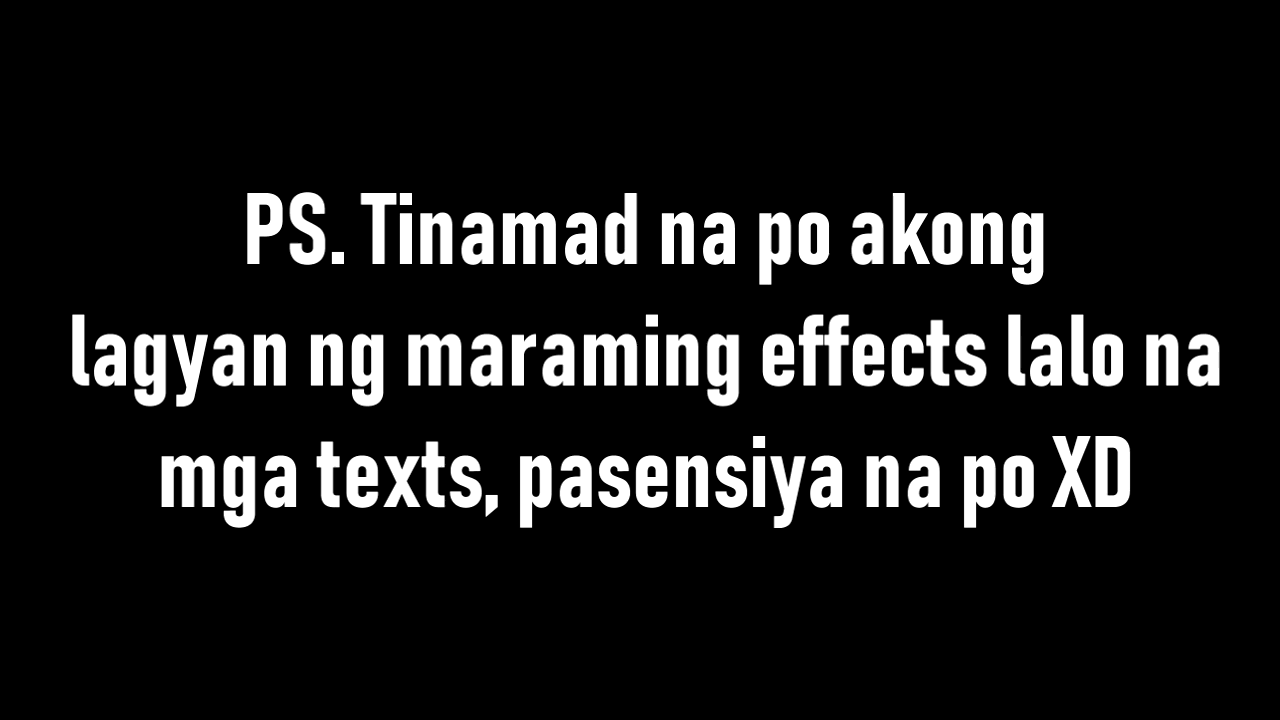 PS. Tinamad na po akong
lagyan ng maraming effects lalo na
mga texts, pasensiya na po XD